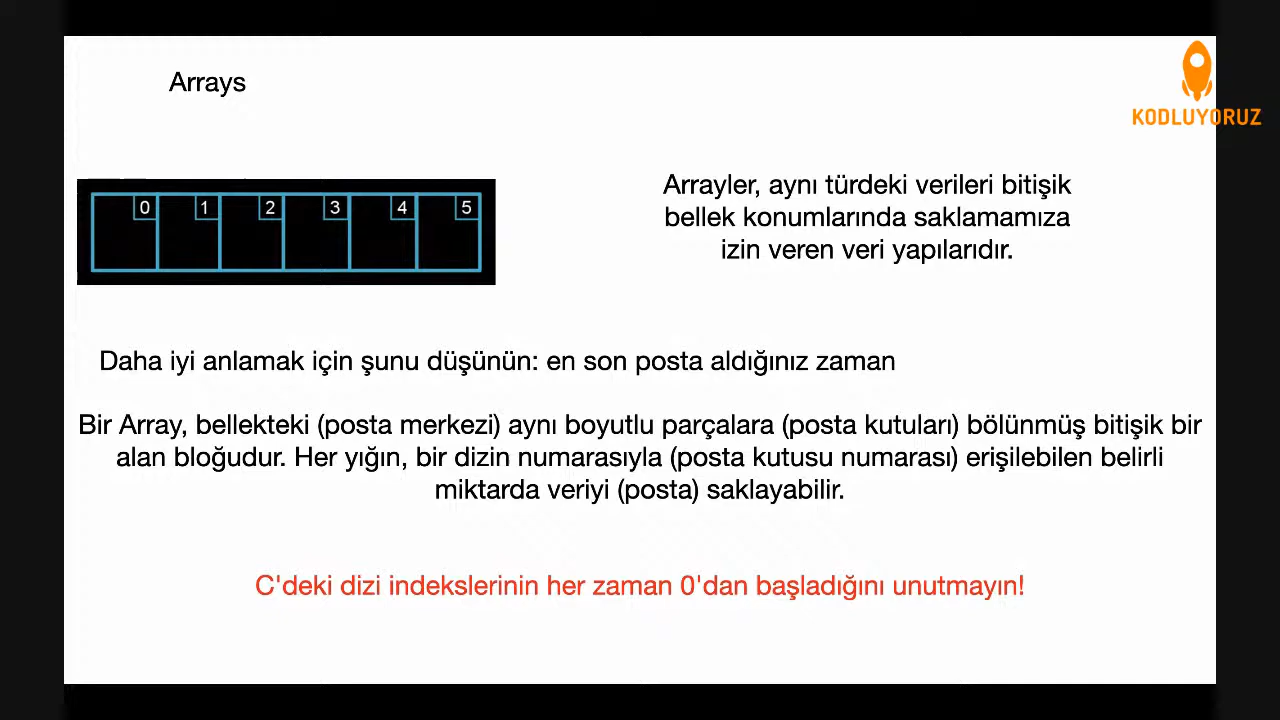 Arrays
KODLUYORUZ
0 1 2 3 4 5
Arrayler, aynı türdeki verileri bitişik
bellek konumlarında saklamamıza
izin veren veri yapılarıdır.
Daha iyi anlamak için şunu düşünün: en son posta aldığınız zaman
Bir Array, bellekteki (posta merkezi) aynı boyutlu parçalara (posta kutuları) bölünmüş bitişik bir
alan bloğudur. Her yığın, bir dizin numarasıyla (posta kutusu numarası) erişilebilen belirli
miktarda veriyi (posta) saklayabilir.
C'deki dizi indekslerinin her zaman 0'dan başladığını unutmayın!